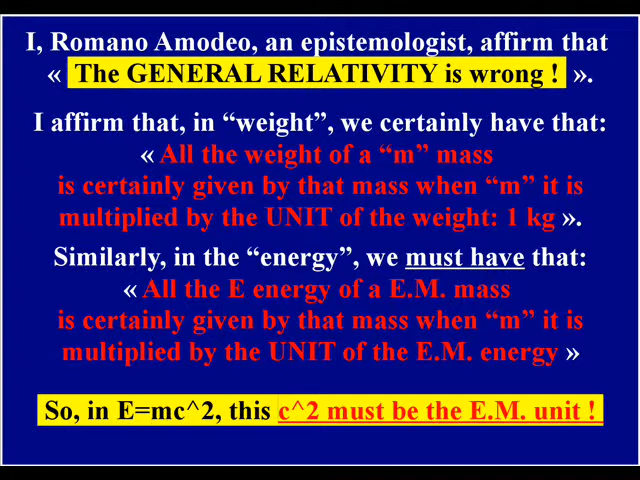 I, Romano Amodeo, an epistemologist, affirm that
« The GENERAL RELATIVITY is wrong ! ».
I affirm that, in “weight”, we certainly have that:
« All the weight of a “m” mass
is certainly given by that mass when “m” it is
multiplied by the UNIT of the weight: 1 kg ».
Similarly, in the “energy”, we must have that:
« All the E energy of a E.M. mass
is certainly given by that mass when “m” it is
multiplied by the UNIT of the E.M. energy »
So, in E=mc^2, this c^2 must be the E.M. unit !